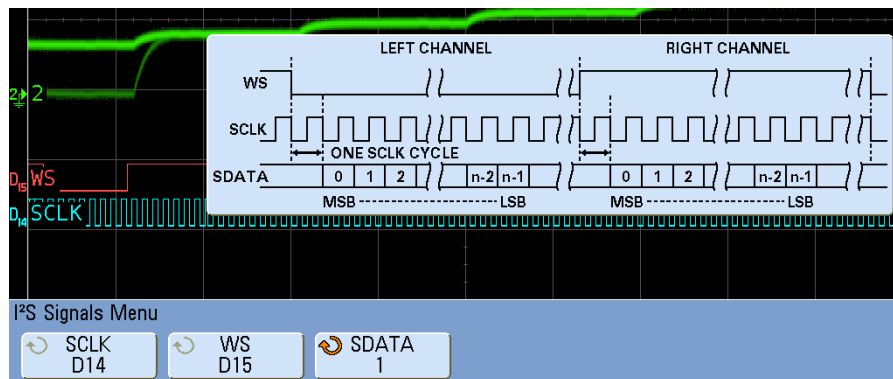 LEFT CHANNEL RIGHT CHANNEL
WS
2 2
SCLK
ONE SCLK CYCLE
SDATA 0 1 2 n-2 n-1 0 1 2 n-2 n-1
D15 WS
MSB LSB MSB LSB
D14 SCLK
I²S Signals Menu
SCLK WS SDATA
D14 D15 1